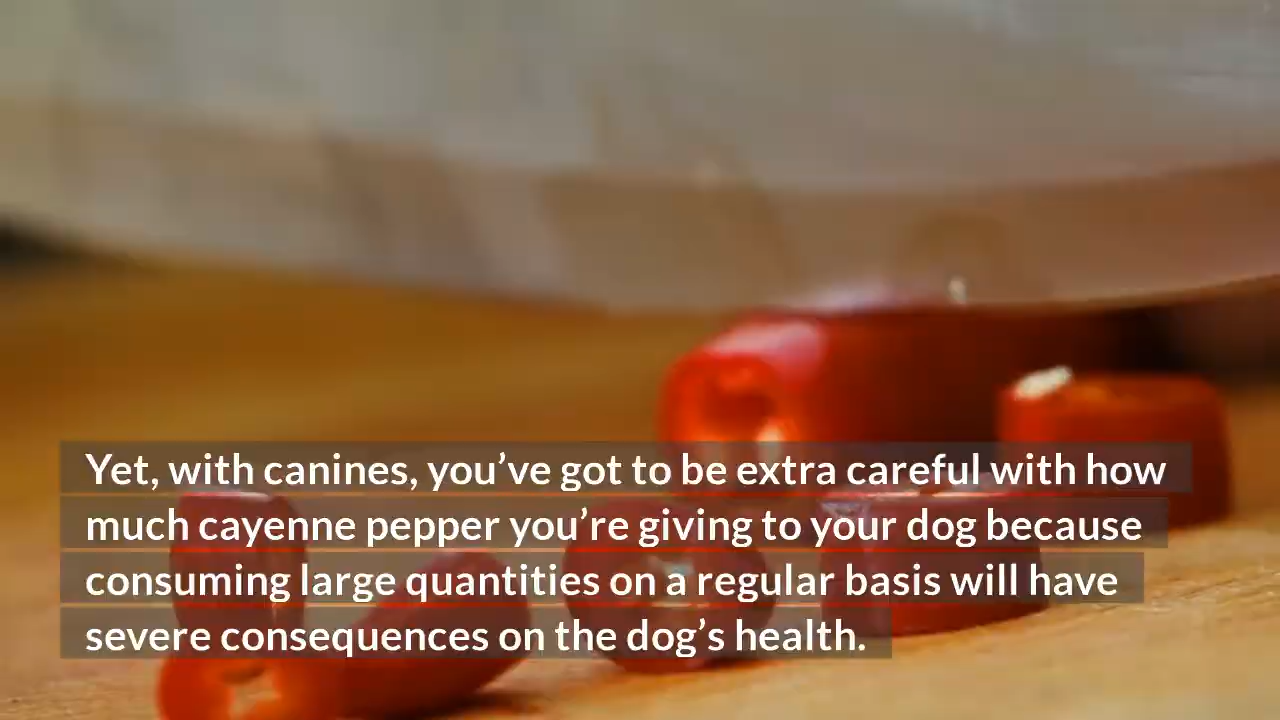 Yet, with canines, you’ve got to be extra careful with how
much cayenne pepper you’re giving to your dog because
consuming large quantities on a regular basis will have
severe consequences on the dog’s health.